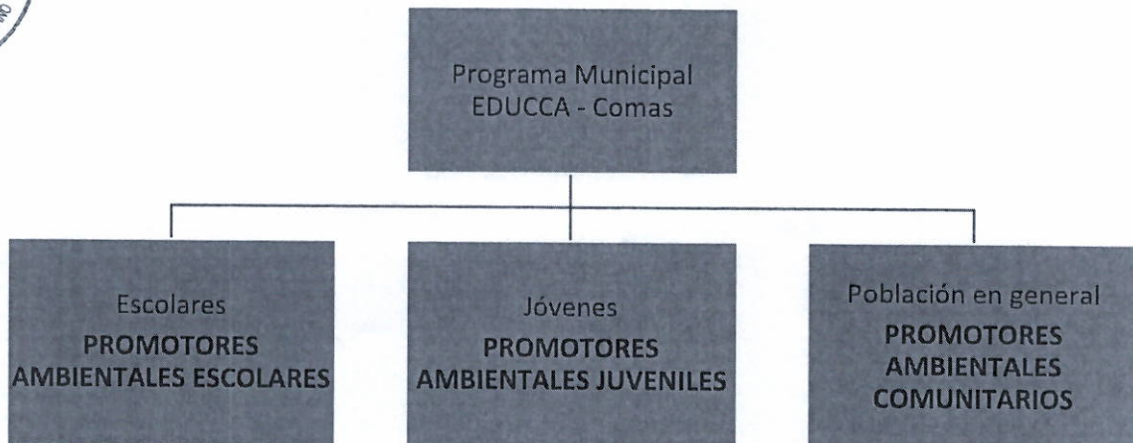 Programa Municipal
EDUCCA - Comas
Escolares
PROMOTORES
AMBIENTALES ESCOLARES
Jóvenes
PROMOTORES
AMBIENTALES JUVENILES
Población en general
PROMOTORES
AMBIENTALES
COMUNITARIOS